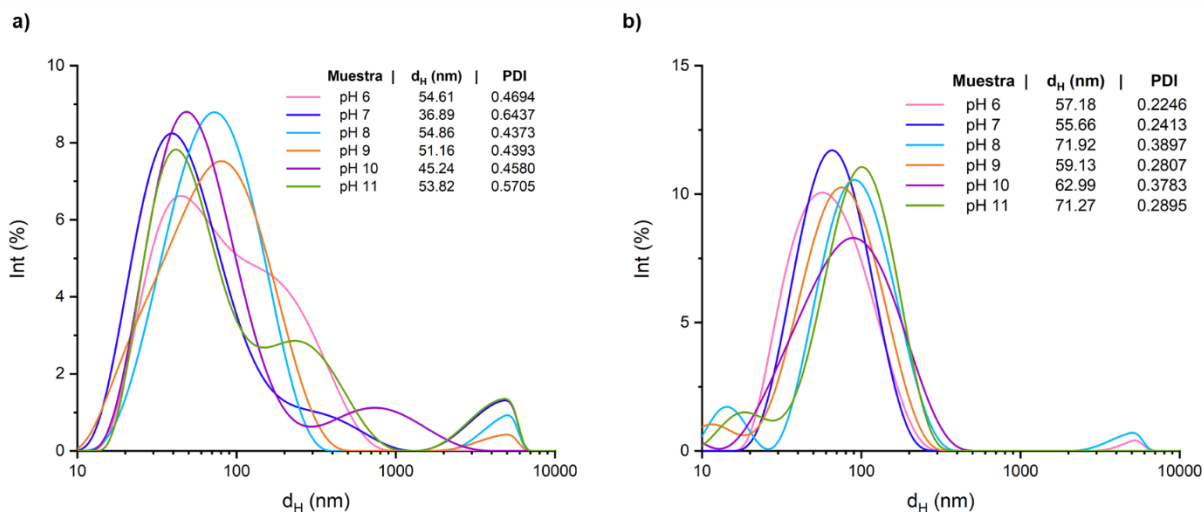 a)
10
8
6
4
2
0
Int (%)
Muestra | dH (nm) | PDI
pH 6 54.61 0.4694
pH 7 36.89 0.6437
pH 8 54.86 0.4373
pH 9 51.16 0.4393
pH 10 45.24 0.4580
pH 11 53.82 0.5705
10 100 1000 10000
dH (nm)
b)
15
10
5
0
Int (%)
Muestra | dH (nm) | PDI
pH 6 57.18 0.2246
pH 7 55.66 0.2413
pH 8 71.92 0.3897
pH 9 59.13 0.2807
pH 10 62.99 0.3783
pH 11 71.27 0.2895
10 100 1000 10000
dH (nm)